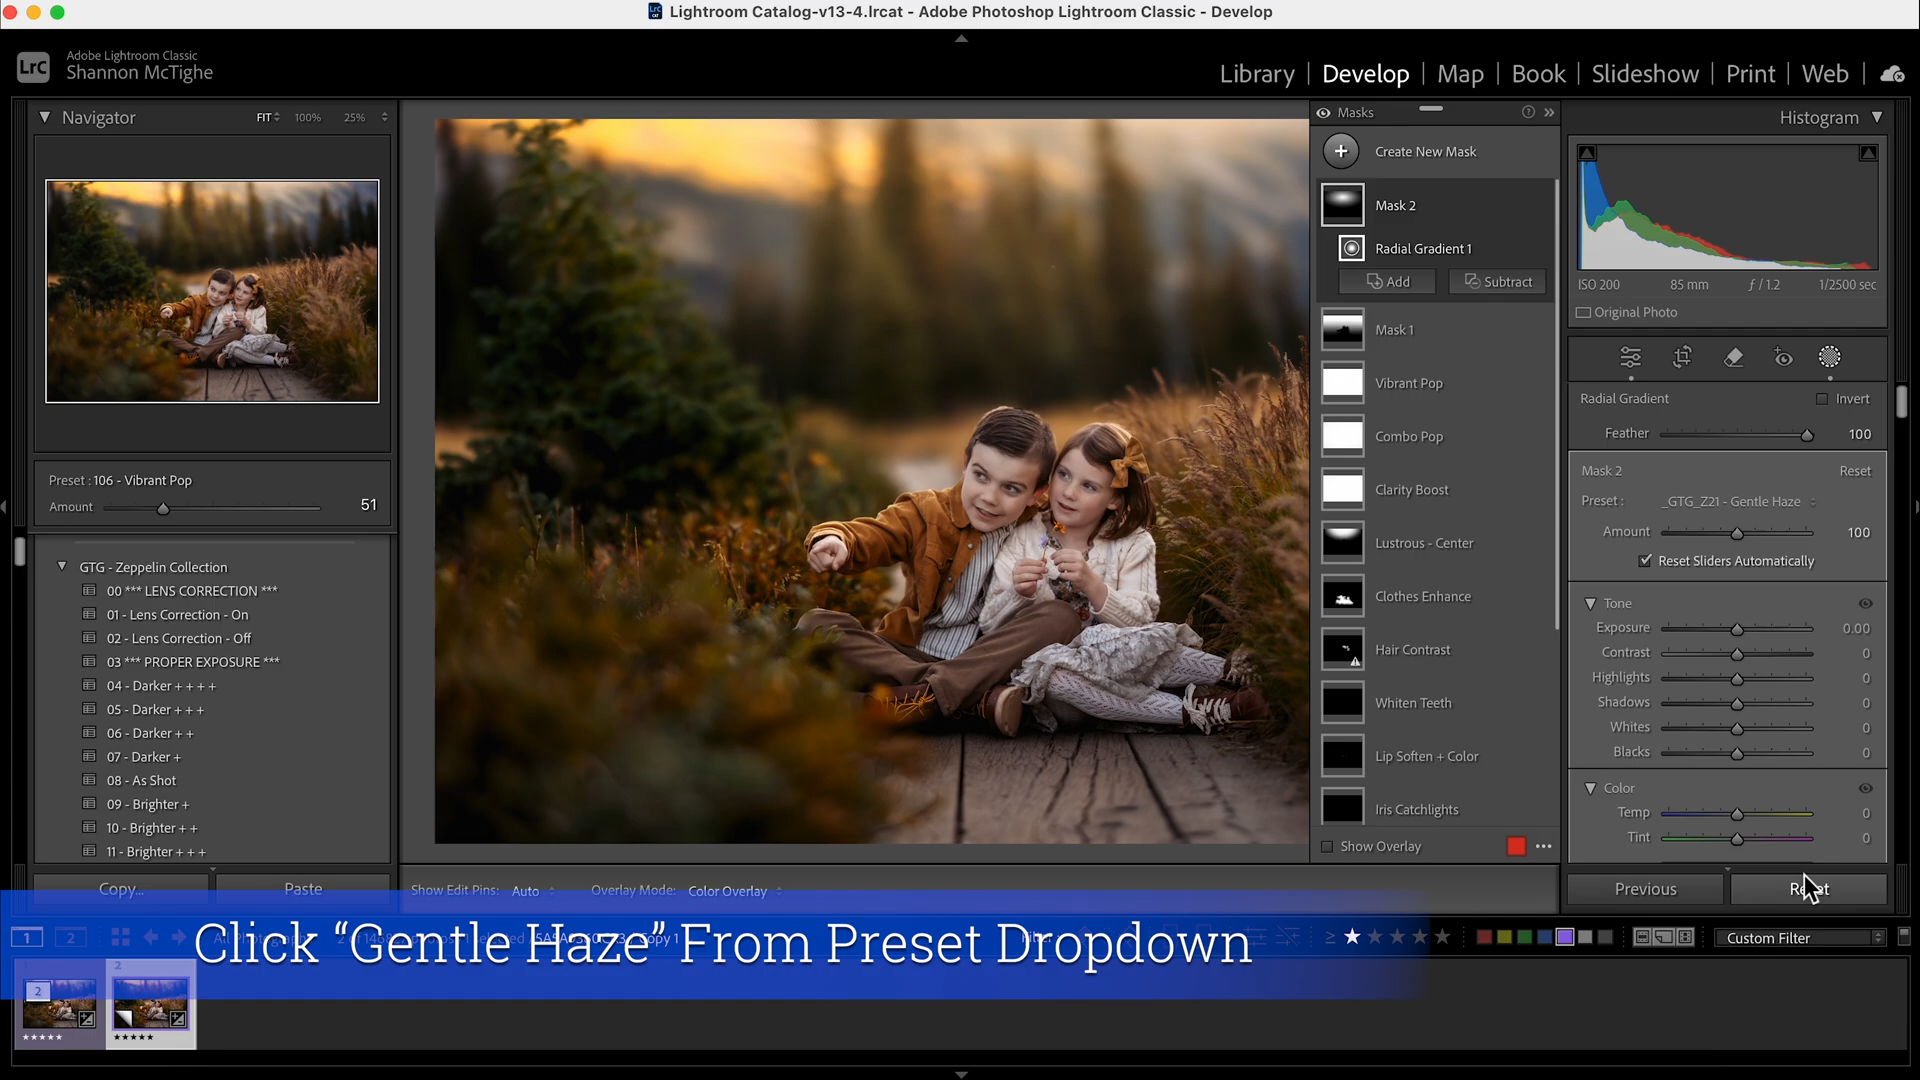 Lightroom Catalog-v13-4.lrcat - Adobe Photoshop Lightroom Classic - Develop
LrC
Adobe Lightroom Classic
Shannon McTighe
Library | Develop | Map | Book | Slideshow | Print | Web
Navigator
FIT 100% 25%
Preset : 106 - Vibrant Pop
Amount 51
GTG - Zeppelin Collection
00 *** LENS CORRECTION ***
01 - Lens Correction - On
02 - Lens Correction - Off
03 *** PROPER EXPOSURE ***
04 - Darker + + + +
05 - Darker + + +
06 - Darker + +
07 - Darker +
08 - As Shot
09 - Brighter +
10 - Brighter + +
11 - Brighter + + +
Copy... Paste
Show Edit Pins: Auto Overlay Mode: Color Overlay
Masks
Create New Mask
Mask 2
Radial Gradient 1
Add Subtract
Mask 1
Vibrant Pop
Combo Pop
Clarity Boost
Lustrous - Center
Clothes Enhance
Hair Contrast
Whiten Teeth
Lip Soften + Color
Iris Catchlights
Show Overlay
Histogram
ISO 200 85 mm ƒ / 1.2 1/2500 sec
Original Photo
Radial Gradient Invert
Feather 100
Mask 2 Reset
Preset : _GTG_Z21 - Gentle Haze
Amount 100
Reset Sliders Automatically
Tone
Exposure 0.00
Contrast 0
Highlights 0
Shadows 0
Whites 0
Blacks 0
Color
Temp 0
Tint 0
Previous Reset
1 2
Click “Gentle Haze” From Preset Dropdown
Custom Filter
2
2